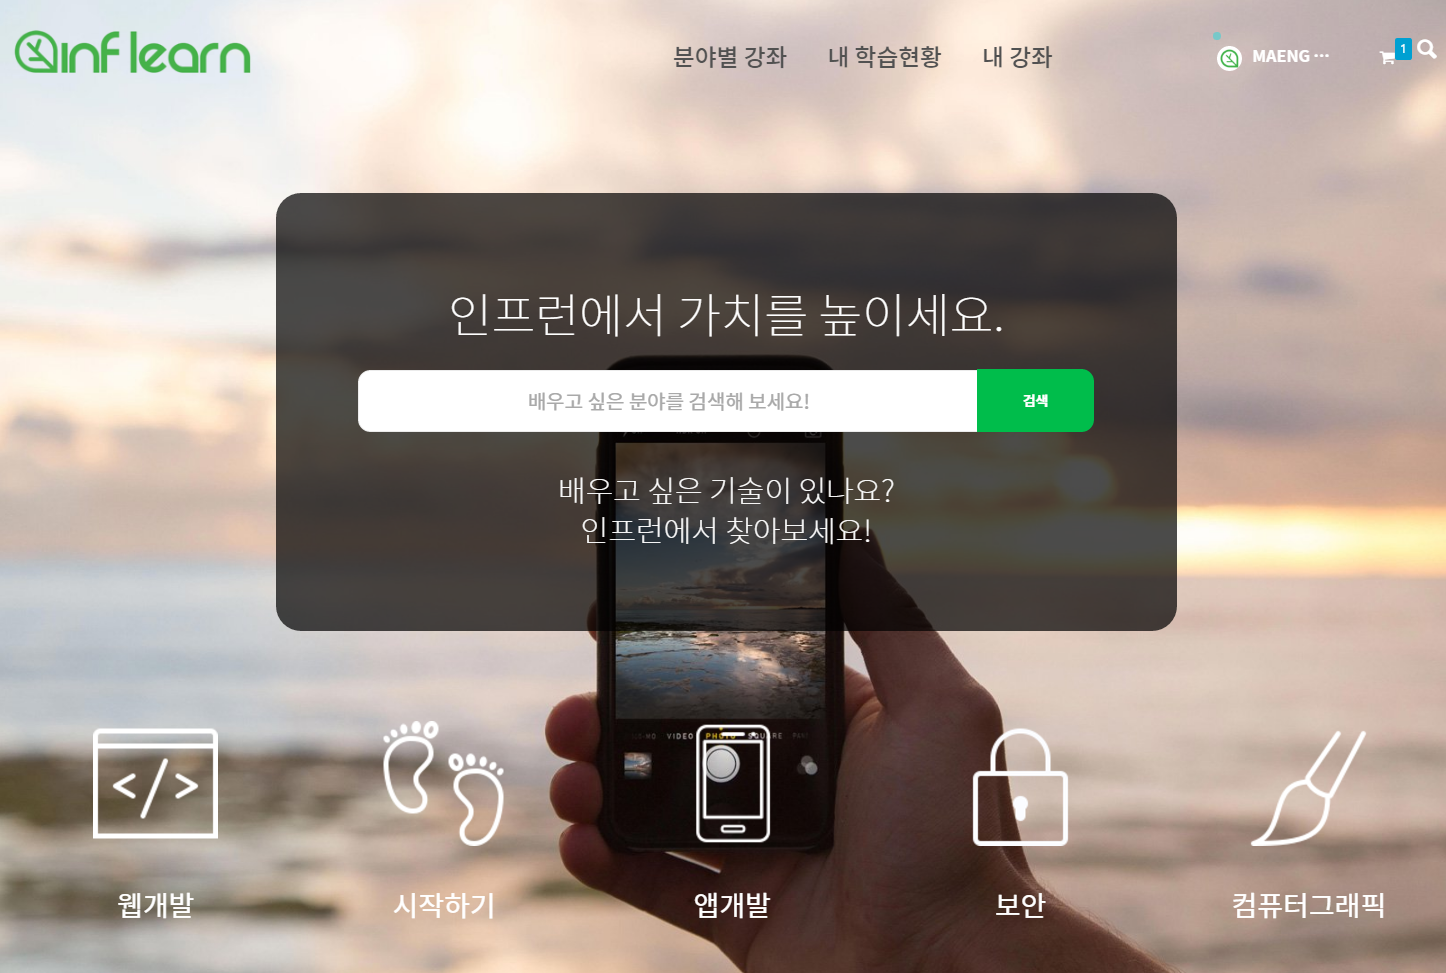 inflearn
분야별 강좌
내 학습현황
내 강좌
MAENG ···
1
인프런에서 가치를 높이세요.
배우고 싶은 분야를 검색해 보세요!
검색
배우고 싶은 기술이 있나요?
인프런에서 찾아보세요!
VIDEO PHOTO SQUARE
</>
웹개발
시작하기
앱개발
보안
컴퓨터그래픽